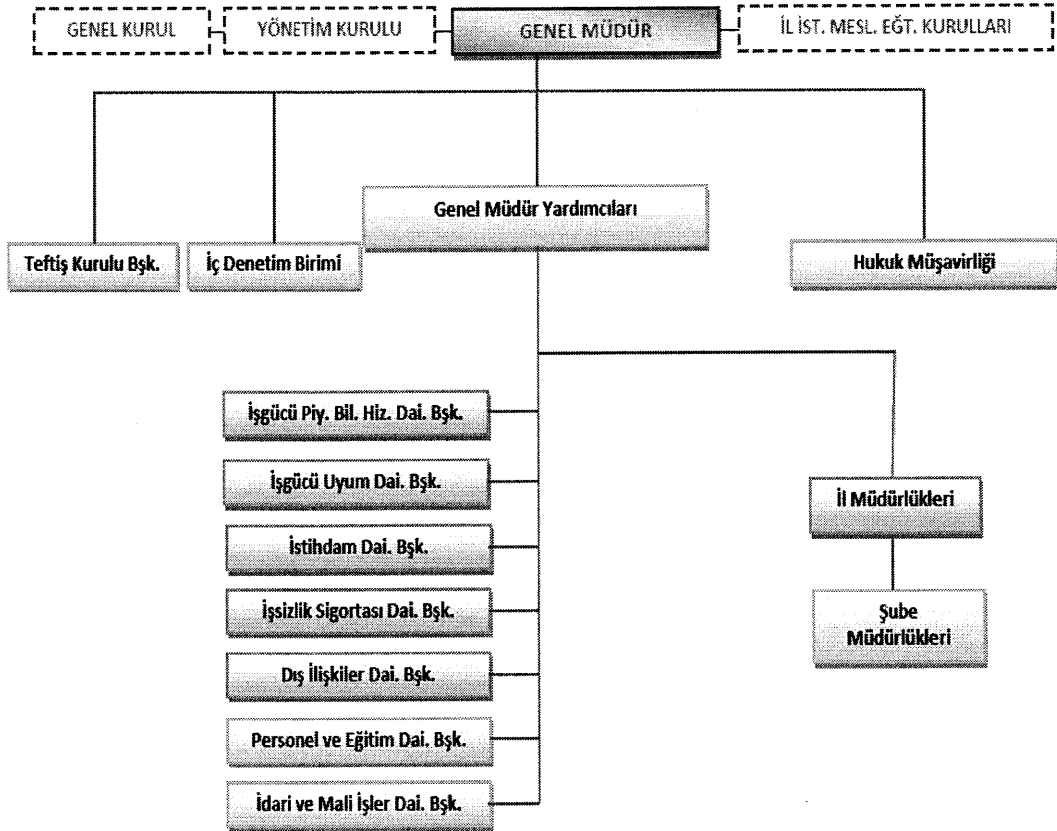 GENEL KURUL
YÖNETİM KURULU
GENEL MÜDÜR
İL İST. MESL. EĞT. KURULLARI
Genel Müdür Yardımcıları
Teftiş Kurulu Bşk.
İç Denetim Birimi
Hukuk Müşavirliği
İşgücü Piy. Bil. Hiz. Dai. Bşk.
İşgücü Uyum Dai. Bşk.
İstihdam Dai. Bşk.
İşsizlik Sigortası Dai. Bşk.
Dış İlişkiler Dai. Bşk.
Personel ve Eğitim Dai. Bşk.
İdari ve Mali İşler Dai. Bşk.
İl Müdürlükleri
Şube
Müdürlükleri